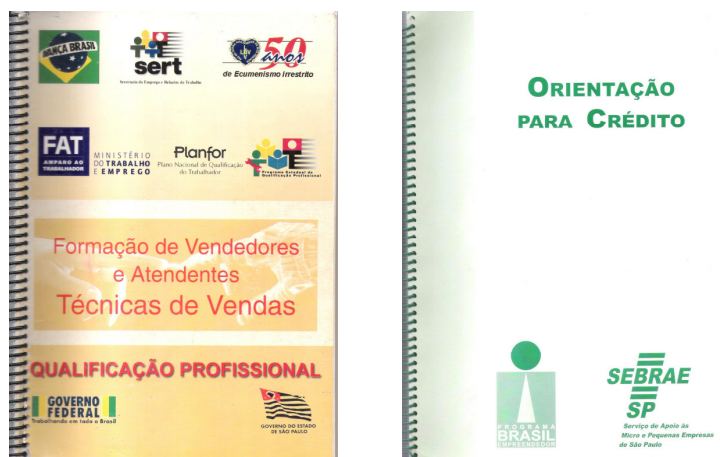 AVANÇA BRASIL
sert
Secretaria do Emprego e Relações do Trabalho
LBV 50 anos
de Ecumenismo Irrestrito
FAT
AMPARO AO
TRABALHADOR
MINISTÉRIO
DO TRABALHO
E EMPREGO
Planfor
Plano Nacional de Qualificação
do Trabalhador
Programa Estadual de
Qualificação Profissional
Formação de Vendedores
e Atendentes
Técnicas de Vendas
QUALIFICAÇÃO PROFISSIONAL
GOVERNO
FEDERAL
Trabalhando em todo o Brasil
GOVERNO DO ESTADO
DE SÃO PAULO
ORIENTAÇÃO
PARA CRÉDITO
PROGRAMA
BRASIL
EMPREENDEDOR
SEBRAE
SP
Serviço de Apoio às
Micro e Pequenas Empresas
de São Paulo